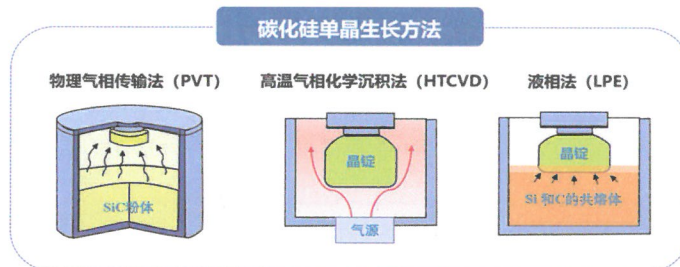 碳化硅单晶生长方法
物理气相传输法（PVT）
高温气相化学沉积法（HTCVD）
液相法（LPE）
SiC粉体
晶锭
气源
晶锭
Si 和C的共熔体